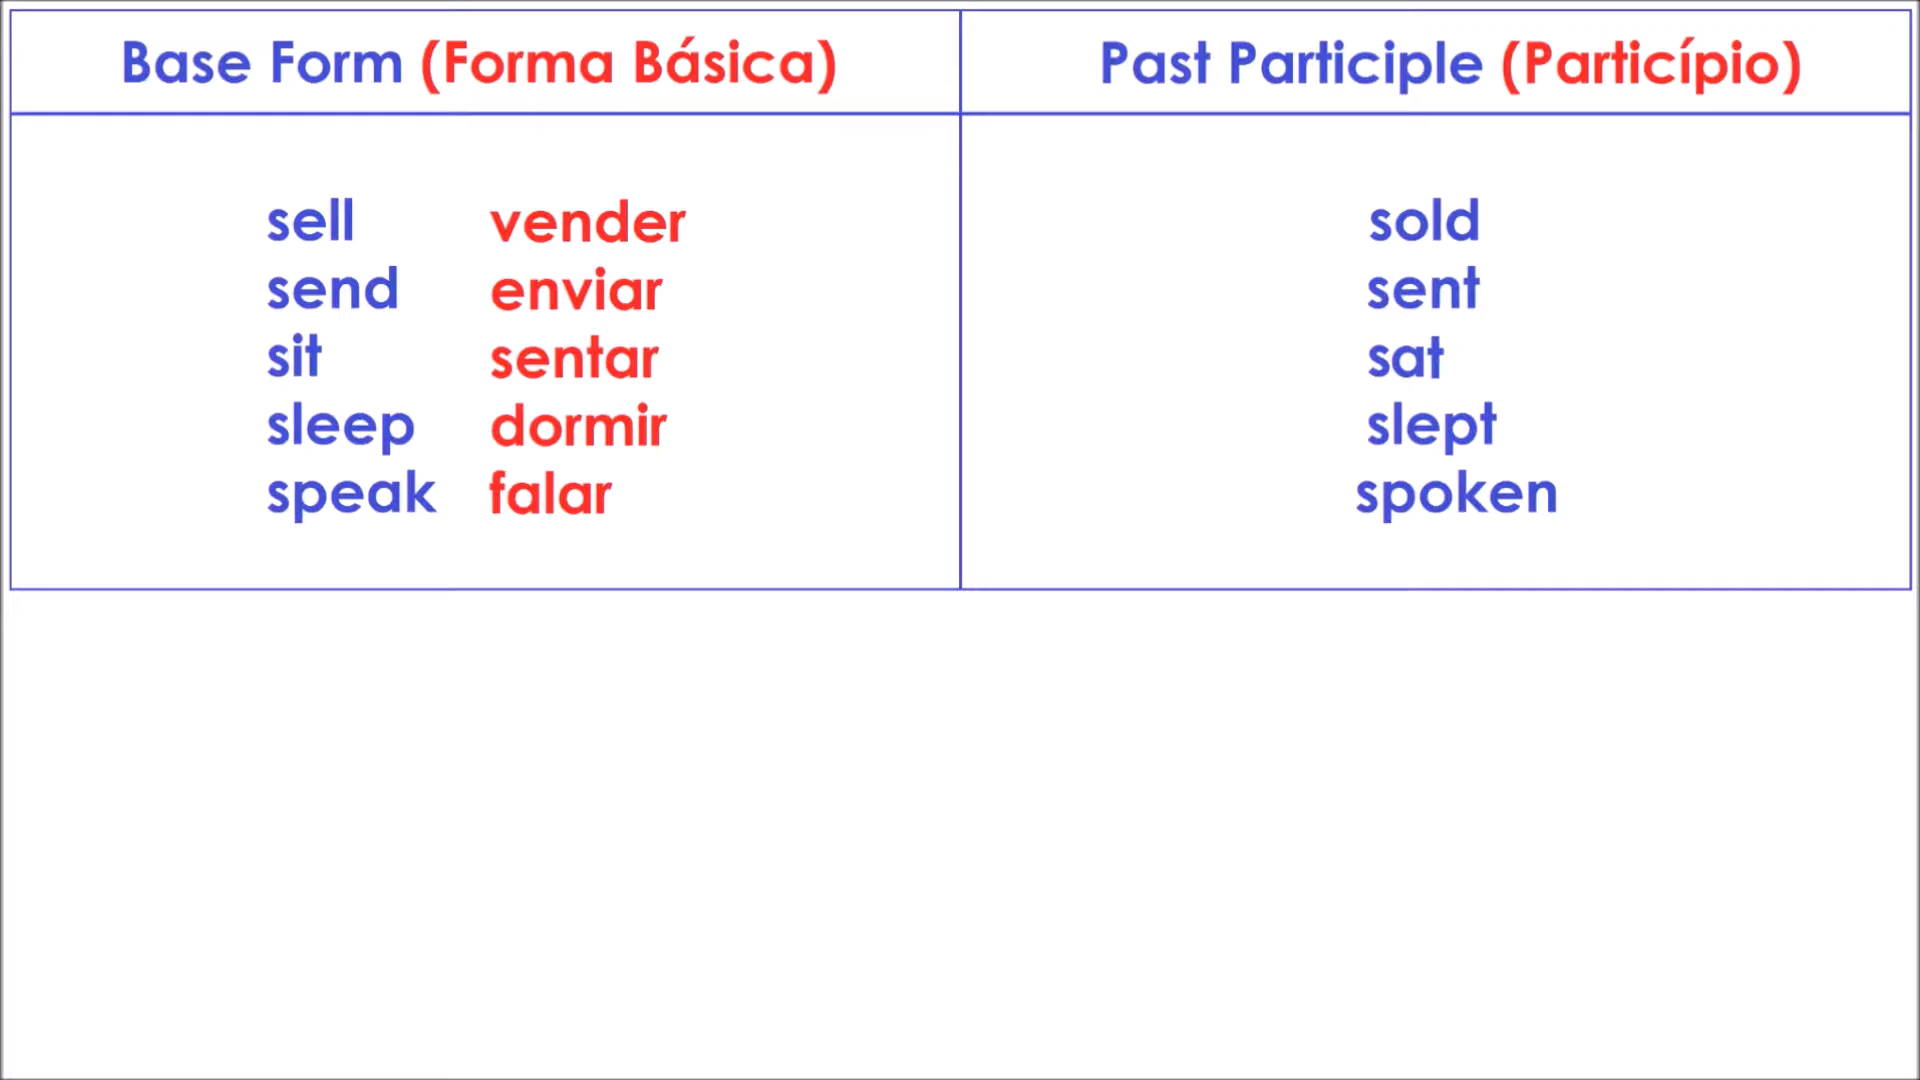 Base Form (Forma Básica) Past Participle (Particípio)
sell vender sold
send enviar sent
sit sentar sat
sleep dormir slept
speak falar spoken